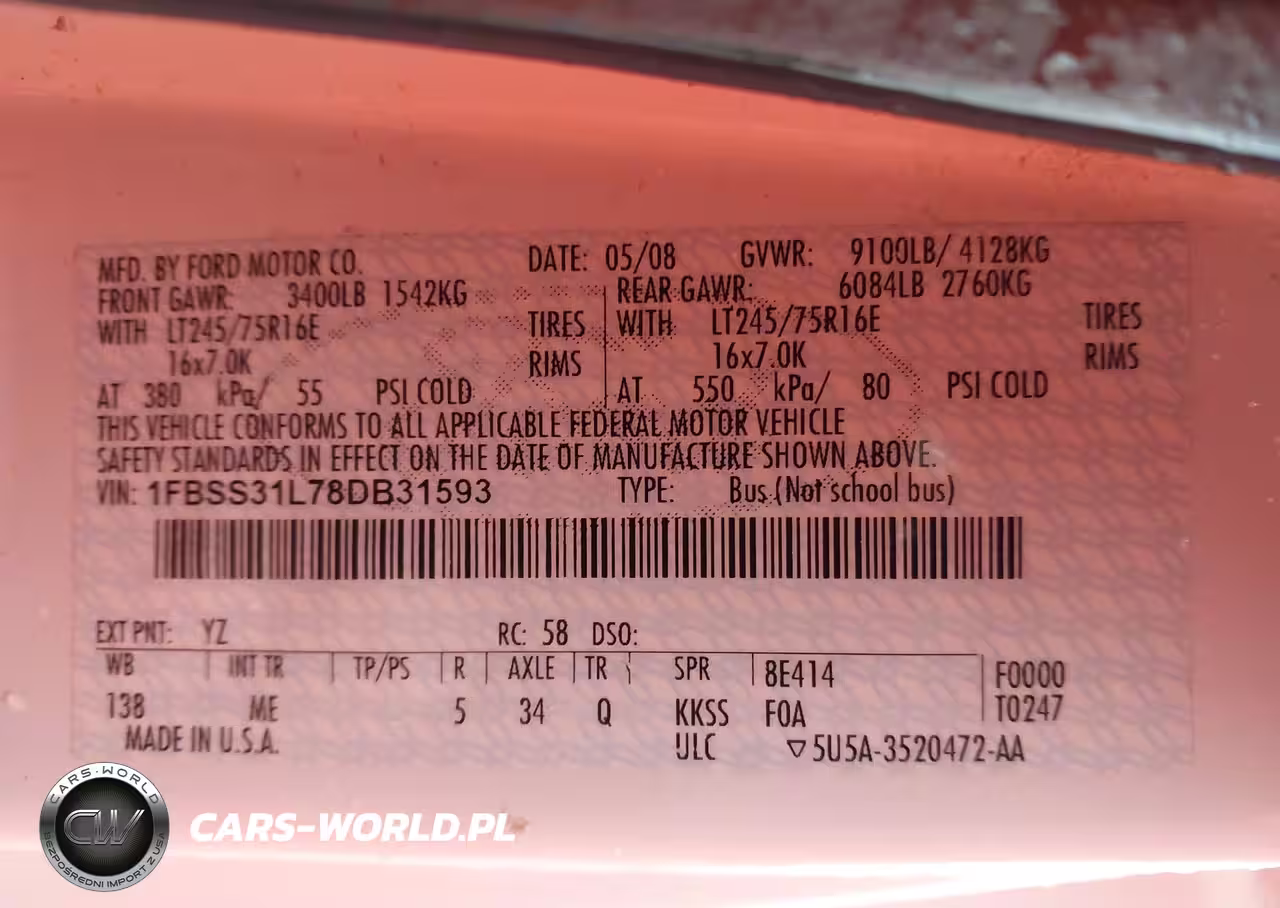 MFD. BY FORD MOTOR CO. DATE: 05/08 GVWR: 9100LB/ 4128KG
FRONT GAWR: 3400LB 1542KG REAR GAWR: 6084LB 2760KG
WITH LT245/75R16E TIRES WITH LT245/75R16E TIRES
16x7.0K RIMS 16x7.0K RIMS
AT 380 kPa/ 55 PSI COLD AT 550 kPa/ 80 PSI COLD
THIS VEHICLE CONFORMS TO ALL APPLICABLE FEDERAL MOTOR VEHICLE
SAFETY STANDARDS IN EFFECT ON THE DATE OF MANUFACTURE SHOWN ABOVE.
VIN: 1FBSS31L78DB31593 TYPE: Bus (Not school bus)
EXT PNT: YZ RC: 58 DSO:
WB INT TR TP/PS R AXLE TR SPR 8E414 F0000
138 ME 5 34 Q KKSS F0A T0247
MADE IN U.S.A. ULC ▽5U5A-3520472-AA
CARS-WORLD
CW
BEZPOŚREDNI IMPORT Z USA
CARS-WORLD.PL